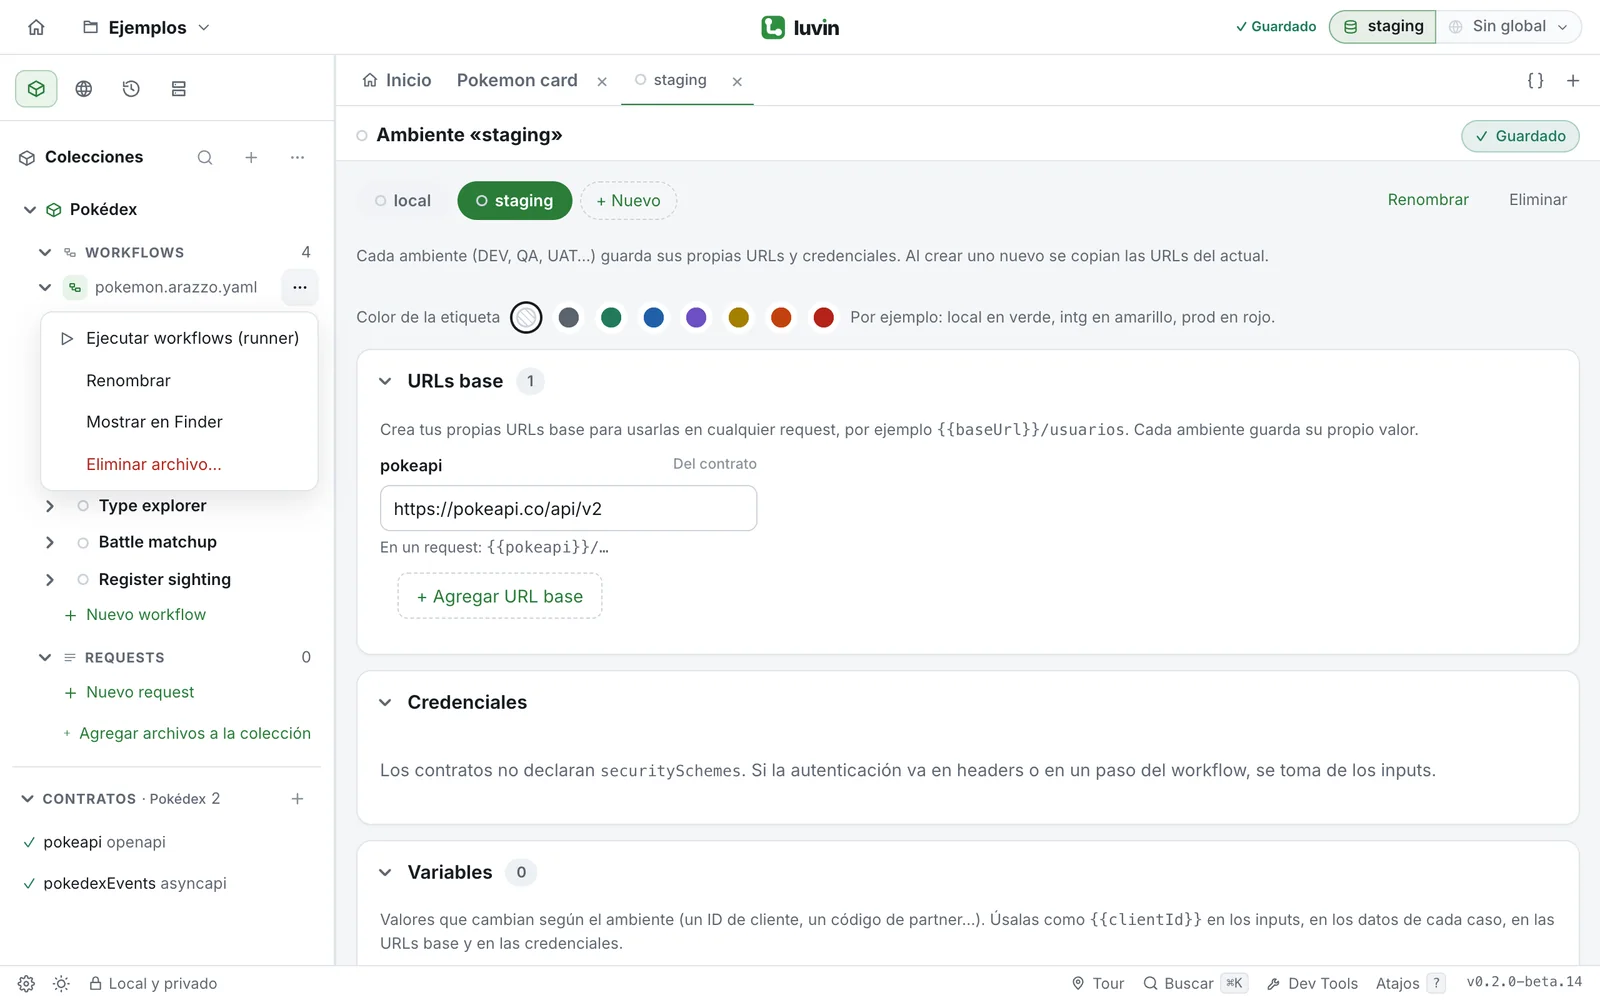 Ejemplos
luvin
Guardado
staging
Sin global
Inicio
Pokemon card
staging
{}
Colecciones
Ambiente «staging»
Guardado
Pokédex
local
staging
+ Nuevo
Renombrar
Eliminar
WORKFLOWS 4
pokemon.arazzo.yaml
Cada ambiente (DEV, QA, UAT...) guarda sus propias URLs y credenciales. Al crear uno nuevo se copian las URLs del actual.
Color de la etiqueta
Por ejemplo: local en verde, intg en amarillo, prod en rojo.
Ejecutar workflows (runner)
Renombrar
Mostrar en Finder
Eliminar archivo...
URLs base 1
Crea tus propias URLs base para usarlas en cualquier request, por ejemplo {{baseUrl}}/usuarios. Cada ambiente guarda su propio valor.
pokeapi
Del contrato
https://pokeapi.co/api/v2
En un request: {{pokeapi}}/…
+ Agregar URL base
Type explorer
Battle matchup
Register sighting
+ Nuevo workflow
REQUESTS 0
+ Nuevo request
+ Agregar archivos a la colección
Credenciales
Los contratos no declaran securitySchemes. Si la autenticación va en headers o en un paso del workflow, se toma de los inputs.
CONTRATOS · Pokédex 2
pokeapi openapi
pokedexEvents asyncapi
Variables 0
Valores que cambian según el ambiente (un ID de cliente, un código de partner...). Úsalas como {{clientId}} en los inputs, en los datos de cada caso, en las
URLs base y en las credenciales.
Local y privado
Tour
Buscar ⌘K
Dev Tools
Atajos ?
v0.2.0-beta.14